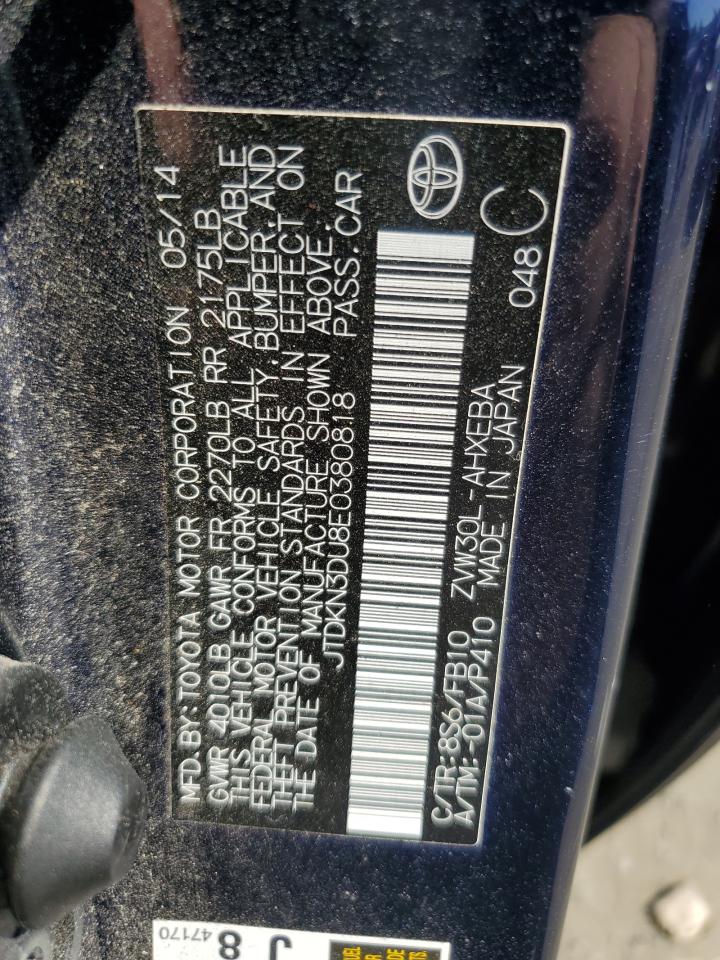 MFD.BY:TOYOTA MOTOR CORPORATION 05/14
GVWR 4010LB GAWR FR 2270LB RR 2175LB
THIS VEHICLE CONFORMS TO ALL APPLICABLE
FEDERAL MOTOR VEHICLE SAFETY,BUMPER,AND
THEFT PREVENTION STANDARDS IN EFFECT ON
THE DATE OF MANUFACTURE SHOWN ABOVE.
JTDKN3DU8E0380818 PASS.CAR
C/TR:8S6/FB10 ZVW30L-AHXEBA
A/TM:-01A/P410 MADE IN JAPAN 048 C
J 8
47170